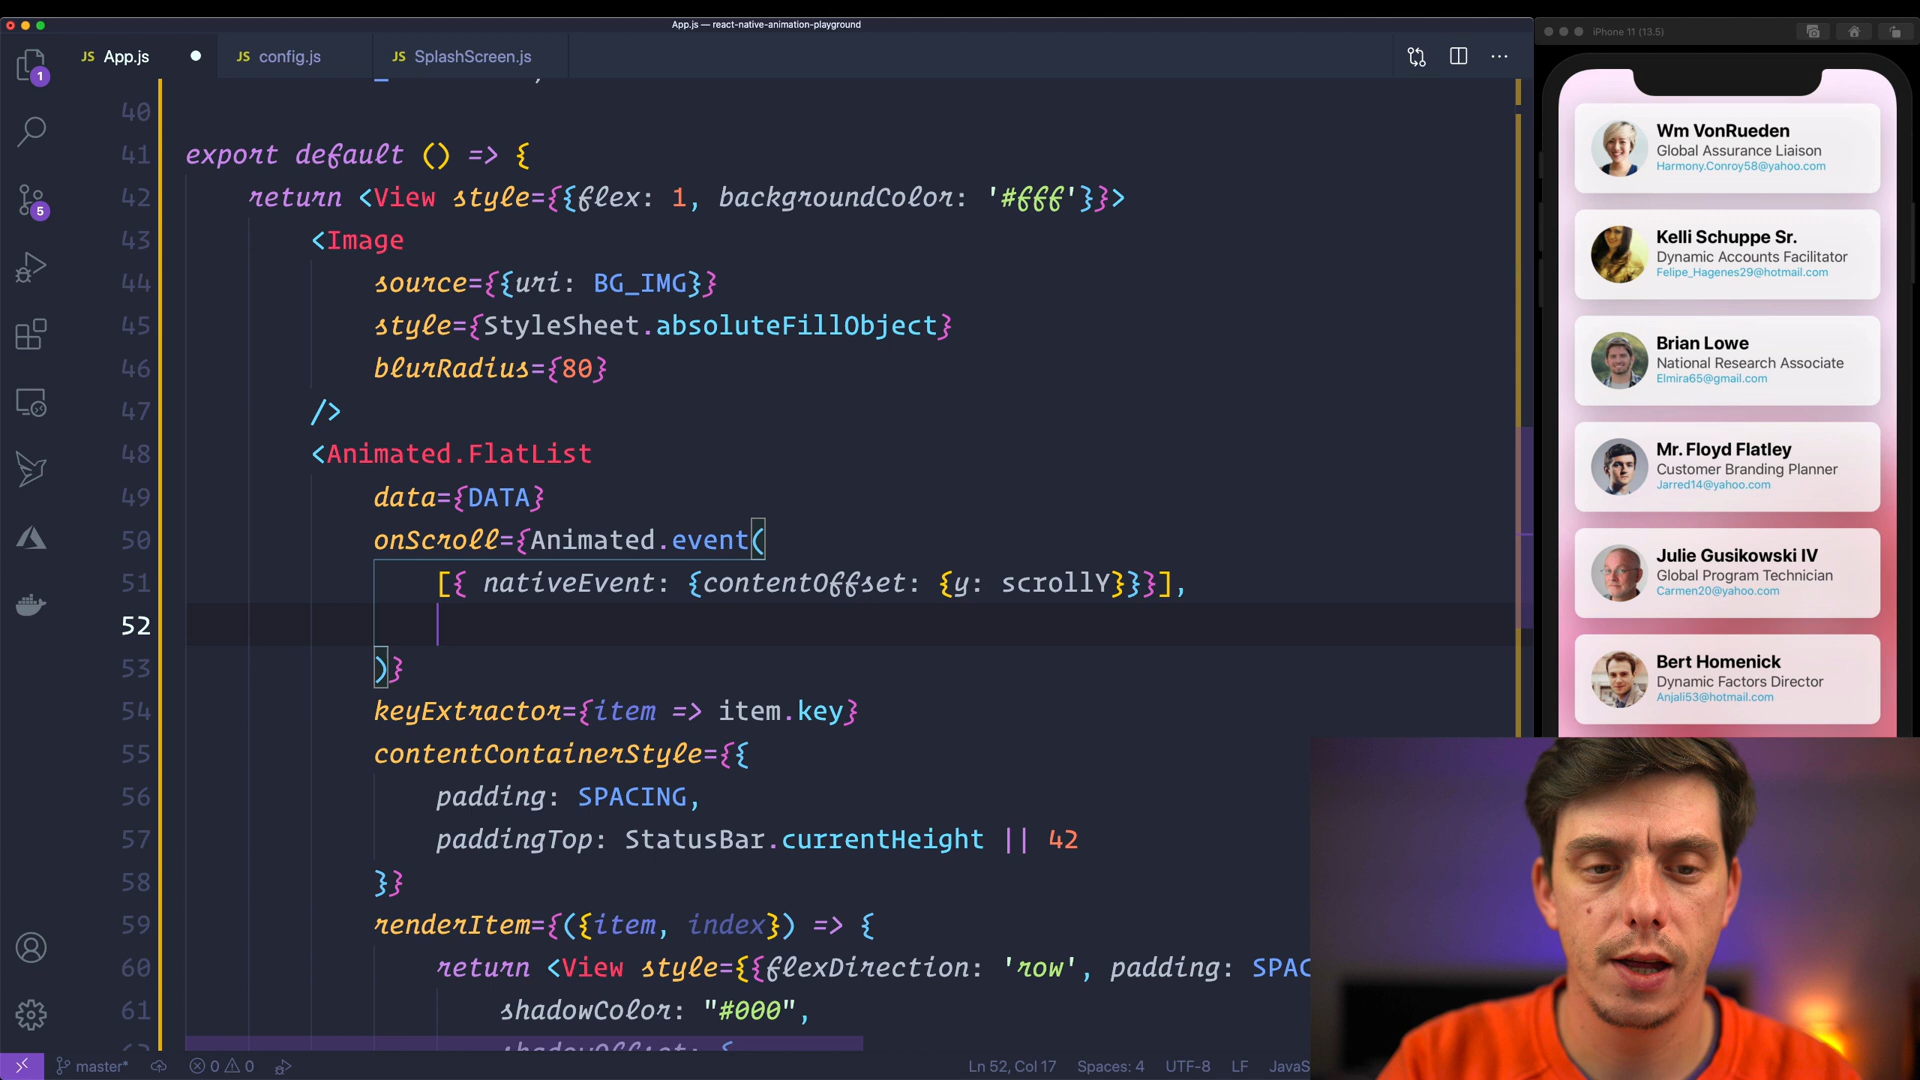 App.js — react-native-animation-playground
JS App.js
JS config.js
JS SplashScreen.js
1
5
40
41 export default () => {
42 return <View style={{flex: 1, backgroundColor: '#fff'}}>
43 <Image
44 source={{uri: BG_IMG}}
45 style={StyleSheet.absoluteFillObject}
46 blurRadius={80}
47 />
48 <Animated.FlatList
49 data={DATA}
50 onScroll={Animated.event(
51 [{ nativeEvent: {contentOffset: {y: scrollY}}}],
52
53 )}
54 keyExtractor={item => item.key}
55 contentContainerStyle={{
56 padding: SPACING,
57 paddingTop: StatusBar.currentHeight || 42
58 }}
59 renderItem={({item, index}) => {
60 return <View style={{flexDirection: 'row', padding: SPAC
61 shadowColor: "#000",
master*
0
0
Ln 52, Col 17
Spaces: 4
UTF-8
LF
JavaS
iPhone 11 (13.5)
Wm VonRueden
Global Assurance Liaison
Harmony.Conroy58@yahoo.com
Kelli Schuppe Sr.
Dynamic Accounts Facilitator
Felipe_Hagenes29@hotmail.com
Brian Lowe
National Research Associate
Elmira65@gmail.com
Mr. Floyd Flatley
Customer Branding Planner
Jarred14@yahoo.com
Julie Gusikowski IV
Global Program Technician
Carmen20@yahoo.com
Bert Homenick
Dynamic Factors Director
Anjali53@hotmail.com